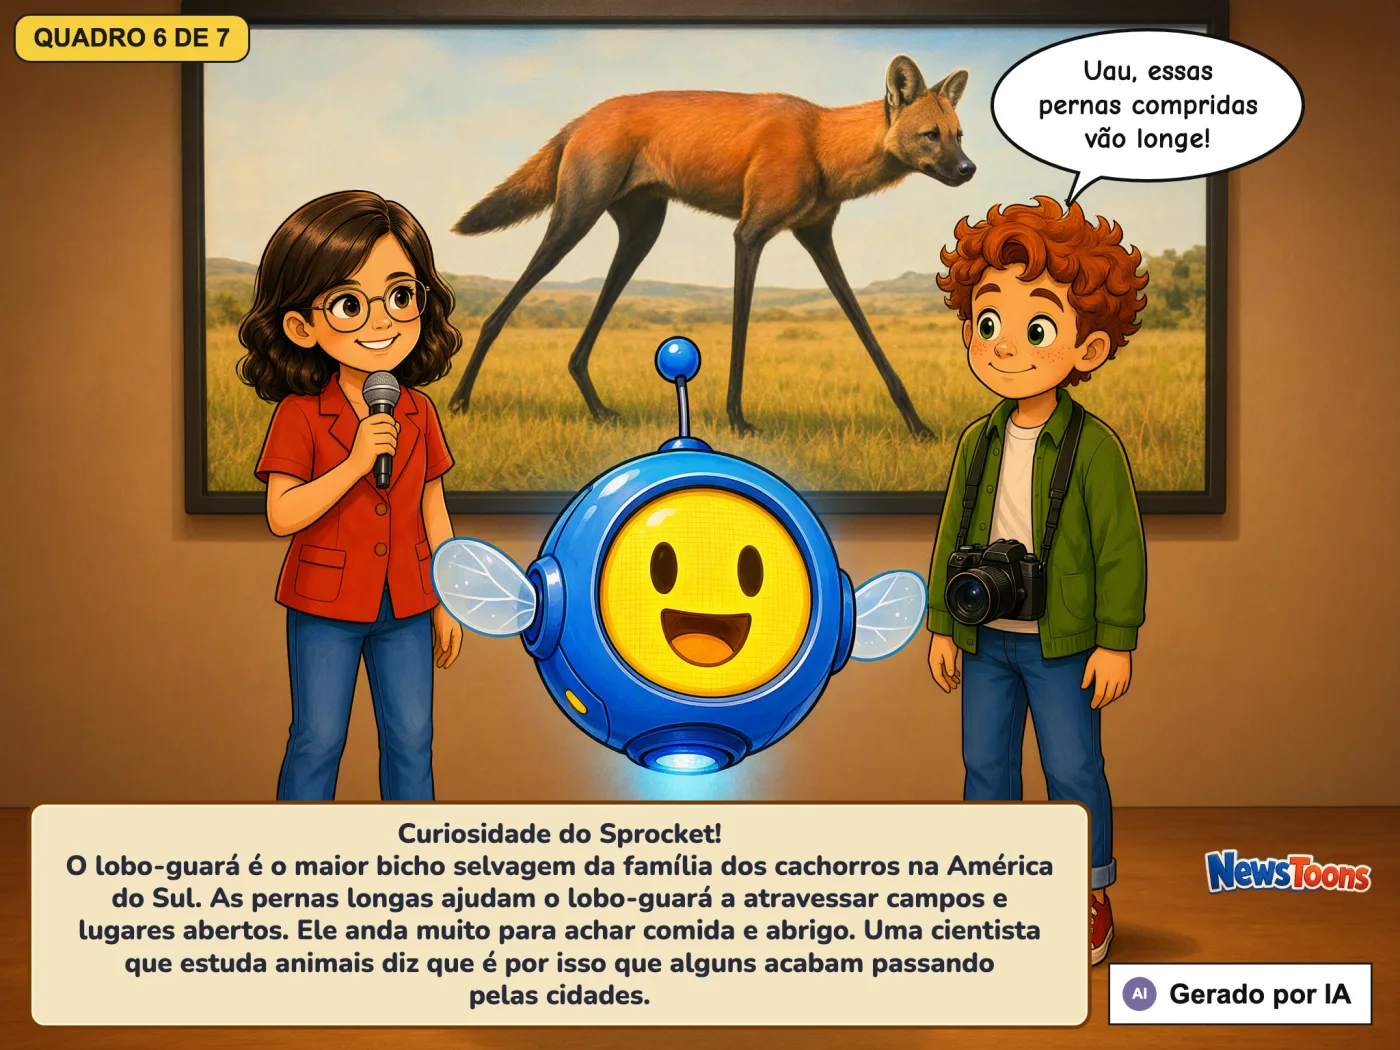 QUADRO 6 DE 7
Uau, essas
pernas compridas
vão longe!
Curiosidade do Sprocket!
O lobo-guará é o maior bicho selvagem da família dos cachorros na América
do Sul. As pernas longas ajudam o lobo-guará a atravessar campos e
lugares abertos. Ele anda muito para achar comida e abrigo. Uma cientista
que estuda animais diz que é por isso que alguns acabam passando
pelas cidades.
NewsToons
AI Gerado por IA